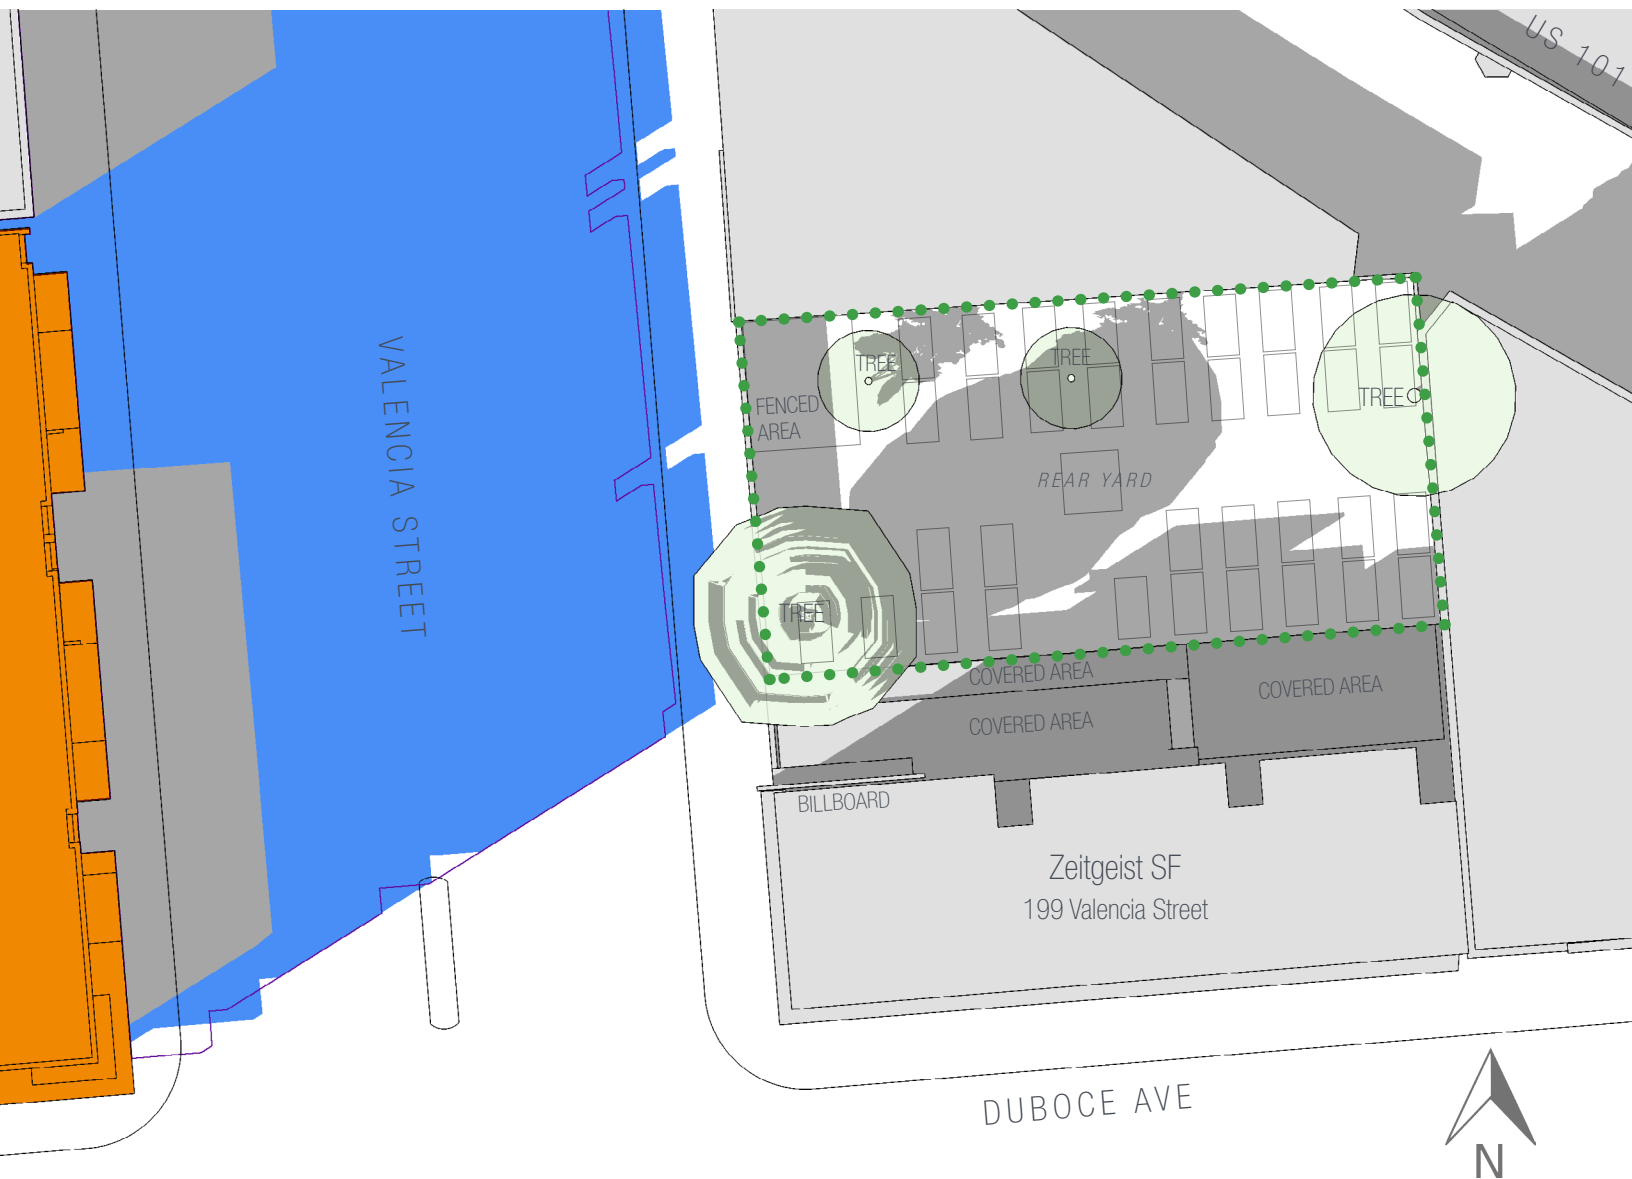 US 101
VALENCIA STREET
TREE
TREE
TREE
FENCED
AREA
REAR YARD
TREE
COVERED AREA
COVERED AREA
COVERED AREA
BILLBOARD
Zeitgeist SF
199 Valencia Street
DUBOCE AVE
N